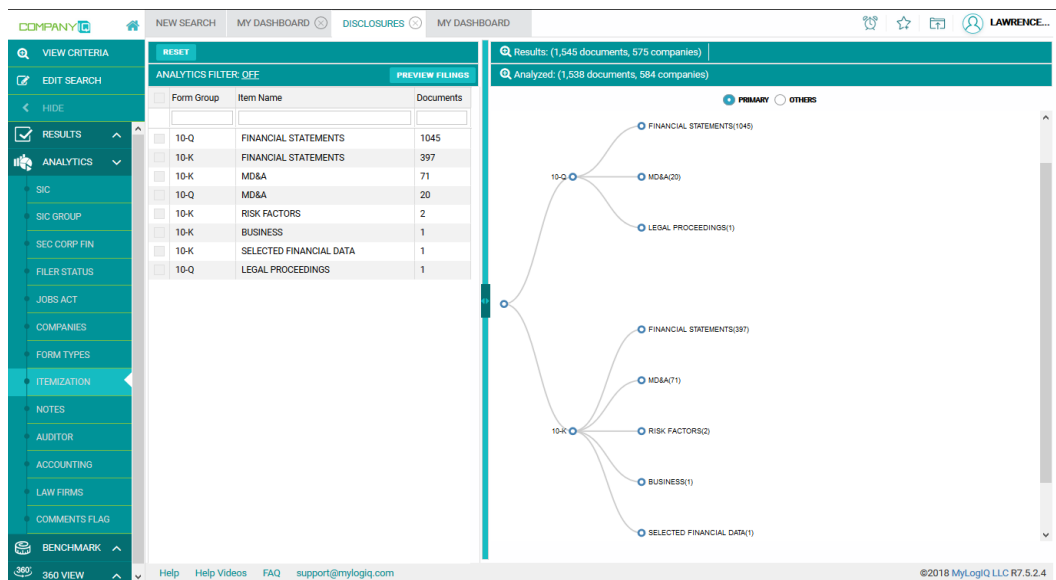 COMPANY IQ
NEW SEARCH
MY DASHBOARD
DISCLOSURES
MY DASHBOARD
LAWRENCE...
VIEW CRITERIA
EDIT SEARCH
HIDE
RESULTS
ANALYTICS
SIC
SIC GROUP
SEC CORP FIN
FILER STATUS
JOBS ACT
COMPANIES
FORM TYPES
ITEMIZATION
NOTES
AUDITOR
ACCOUNTING
LAW FIRMS
COMMENTS FLAG
BENCHMARK
360° 360 VIEW
RESET
ANALYTICS FILTER: OFF PREVIEW FILINGS
Form Group Item Name Documents
10-Q FINANCIAL STATEMENTS 1045
10-K FINANCIAL STATEMENTS 397
10-K MD&A 71
10-Q MD&A 20
10-K RISK FACTORS 2
10-K BUSINESS 1
10-K SELECTED FINANCIAL DATA 1
10-Q LEGAL PROCEEDINGS 1
Results: (1,545 documents, 575 companies)
Analyzed: (1,538 documents, 584 companies)
PRIMARY OTHERS
FINANCIAL STATEMENTS(1045)
10-Q MD&A(20)
LEGAL PROCEEDINGS(1)
FINANCIAL STATEMENTS(397)
MD&A(71)
10-K RISK FACTORS(2)
BUSINESS(1)
SELECTED FINANCIAL DATA(1)
Help Help Videos FAQ support@mylogiq.com ©2018 MyLogIQ LLC R7.5.2.4